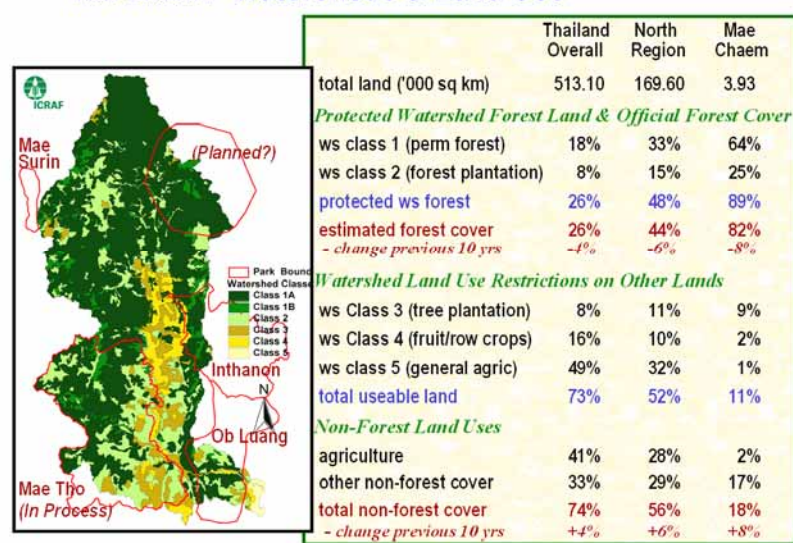 Thailand Overall North Region Mae Chaem
total land ('000 sq km) 513.10 169.60 3.93
Protected Watershed Forest Land & Official Forest Cover
ws class 1 (perm forest) 18% 33% 64%
ws class 2 (forest plantation) 8% 15% 25%
protected ws forest 26% 48% 89%
estimated forest cover 26% 44% 82%
- change previous 10 yrs -4% -6% -8%
Watershed Land Use Restrictions on Other Lands
ws Class 3 (tree plantation) 8% 11% 9%
ws Class 4 (fruit/row crops) 16% 10% 2%
ws class 5 (general agric) 49% 32% 1%
total useable land 73% 52% 11%
Non-Forest Land Uses
agriculture 41% 28% 2%
other non-forest cover 33% 29% 17%
total non-forest cover 74% 56% 18%
- change previous 10 yrs +4% +6% +8%
ICRAF
Mae
Surin
(Planned?)
Park Bound
Watershed Classe
Class 1A
Class 1B
Class 2
Class 3
Class 4
Class 5
Inthanon
N
Ob Luang
Mae Tho
(In Process)